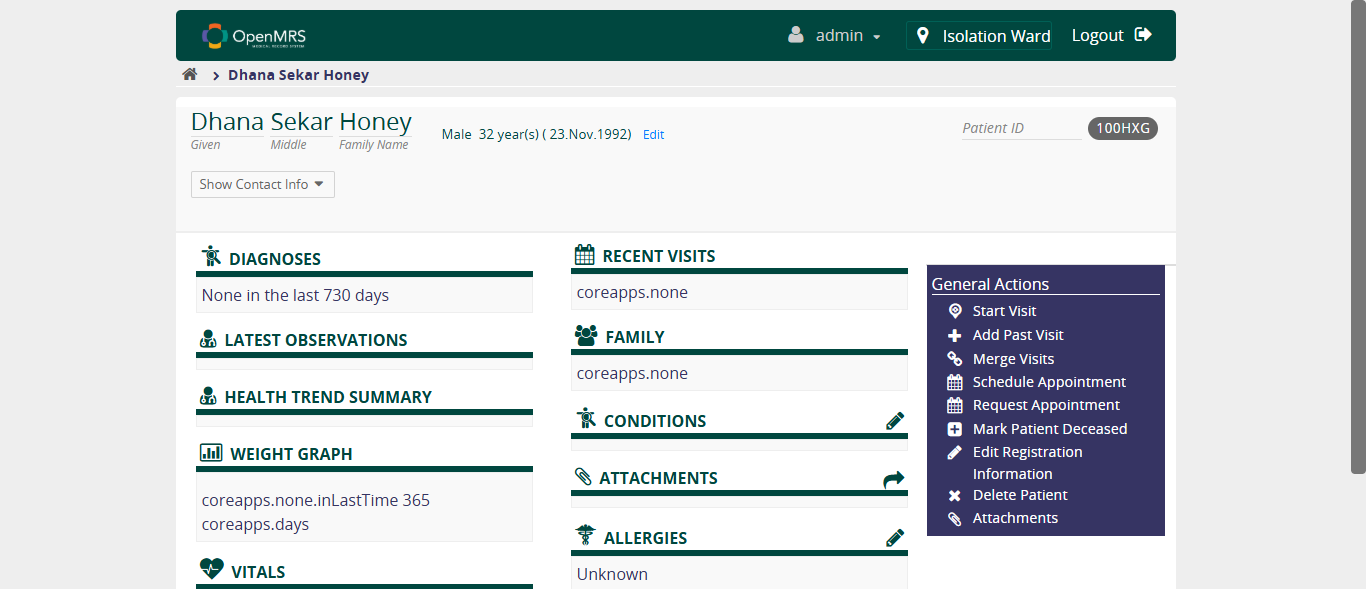 OpenMRS
MEDICAL RECORD SYSTEM
admin
Isolation Ward
Logout
Dhana Sekar Honey
Dhana Sekar Honey
Given Middle Family Name
Male 32 year(s) ( 23.Nov.1992) Edit
Patient ID 100HXG
Show Contact Info
DIAGNOSES
None in the last 730 days
LATEST OBSERVATIONS
HEALTH TREND SUMMARY
WEIGHT GRAPH
coreapps.none.inLastTime 365
coreapps.days
VITALS
RECENT VISITS
coreapps.none
FAMILY
coreapps.none
CONDITIONS
ATTACHMENTS
ALLERGIES
Unknown
General Actions
Start Visit
Add Past Visit
Merge Visits
Schedule Appointment
Request Appointment
Mark Patient Deceased
Edit Registration
Information
Delete Patient
Attachments